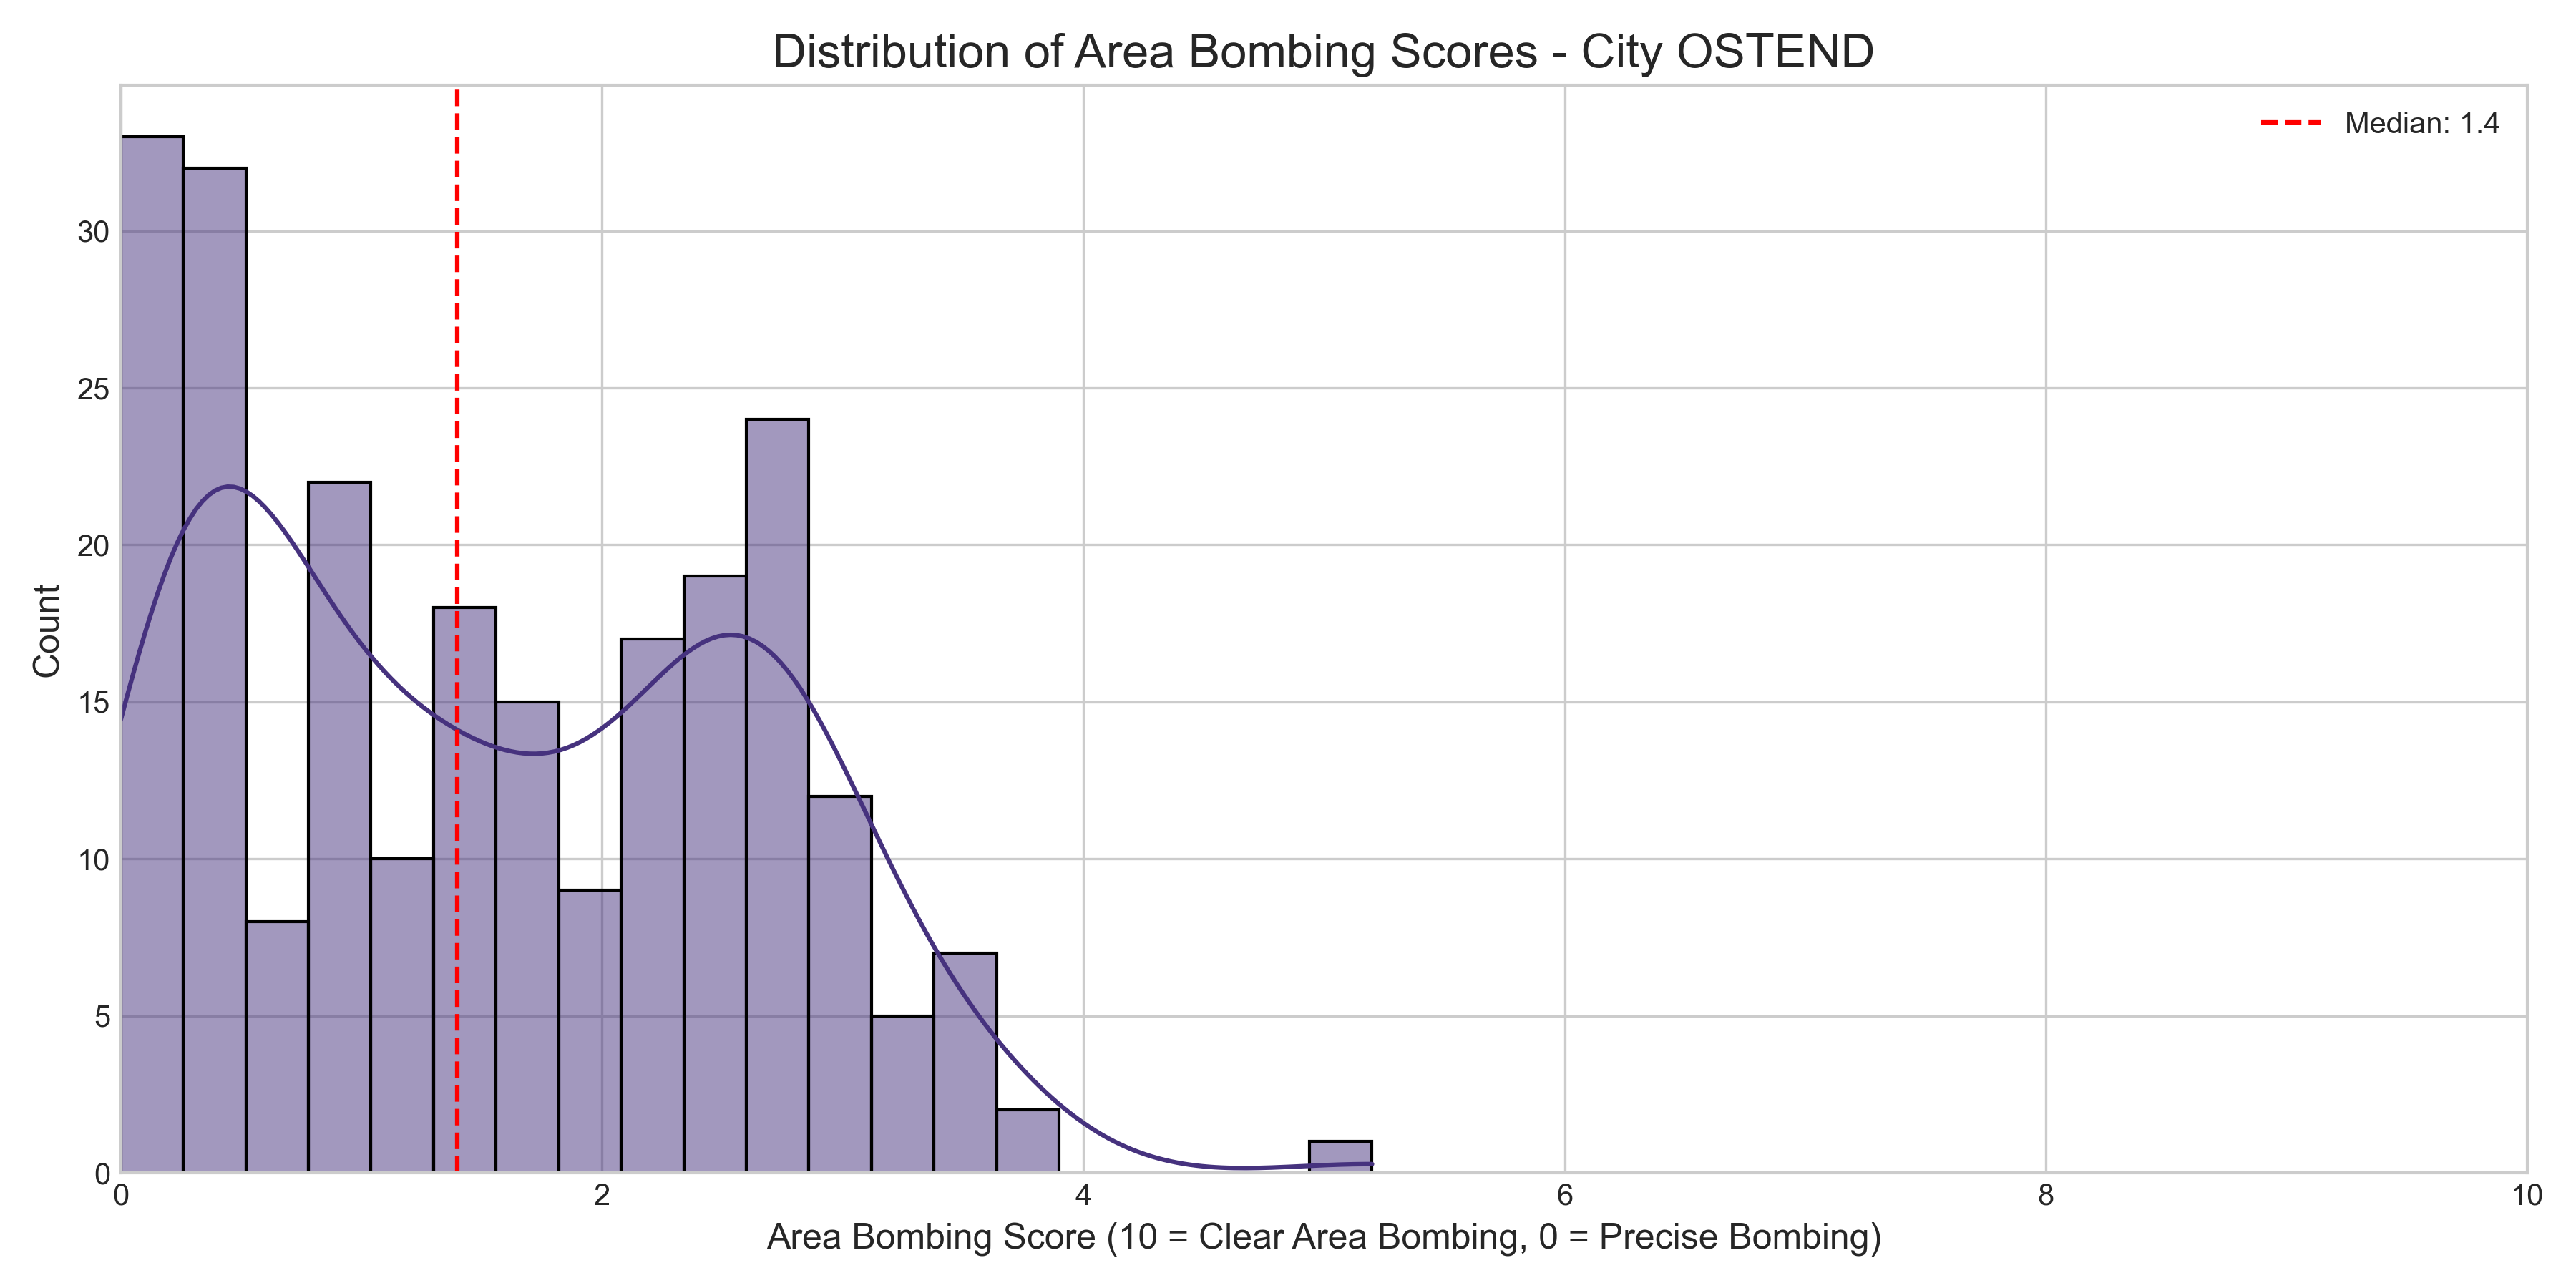 Distribution of Area Bombing Scores - City OSTEND
Median: 1.4
30
25
20
15
10
5
0
Count
0 2 4 6 8 10
Area Bombing Score (10 = Clear Area Bombing, 0 = Precise Bombing)